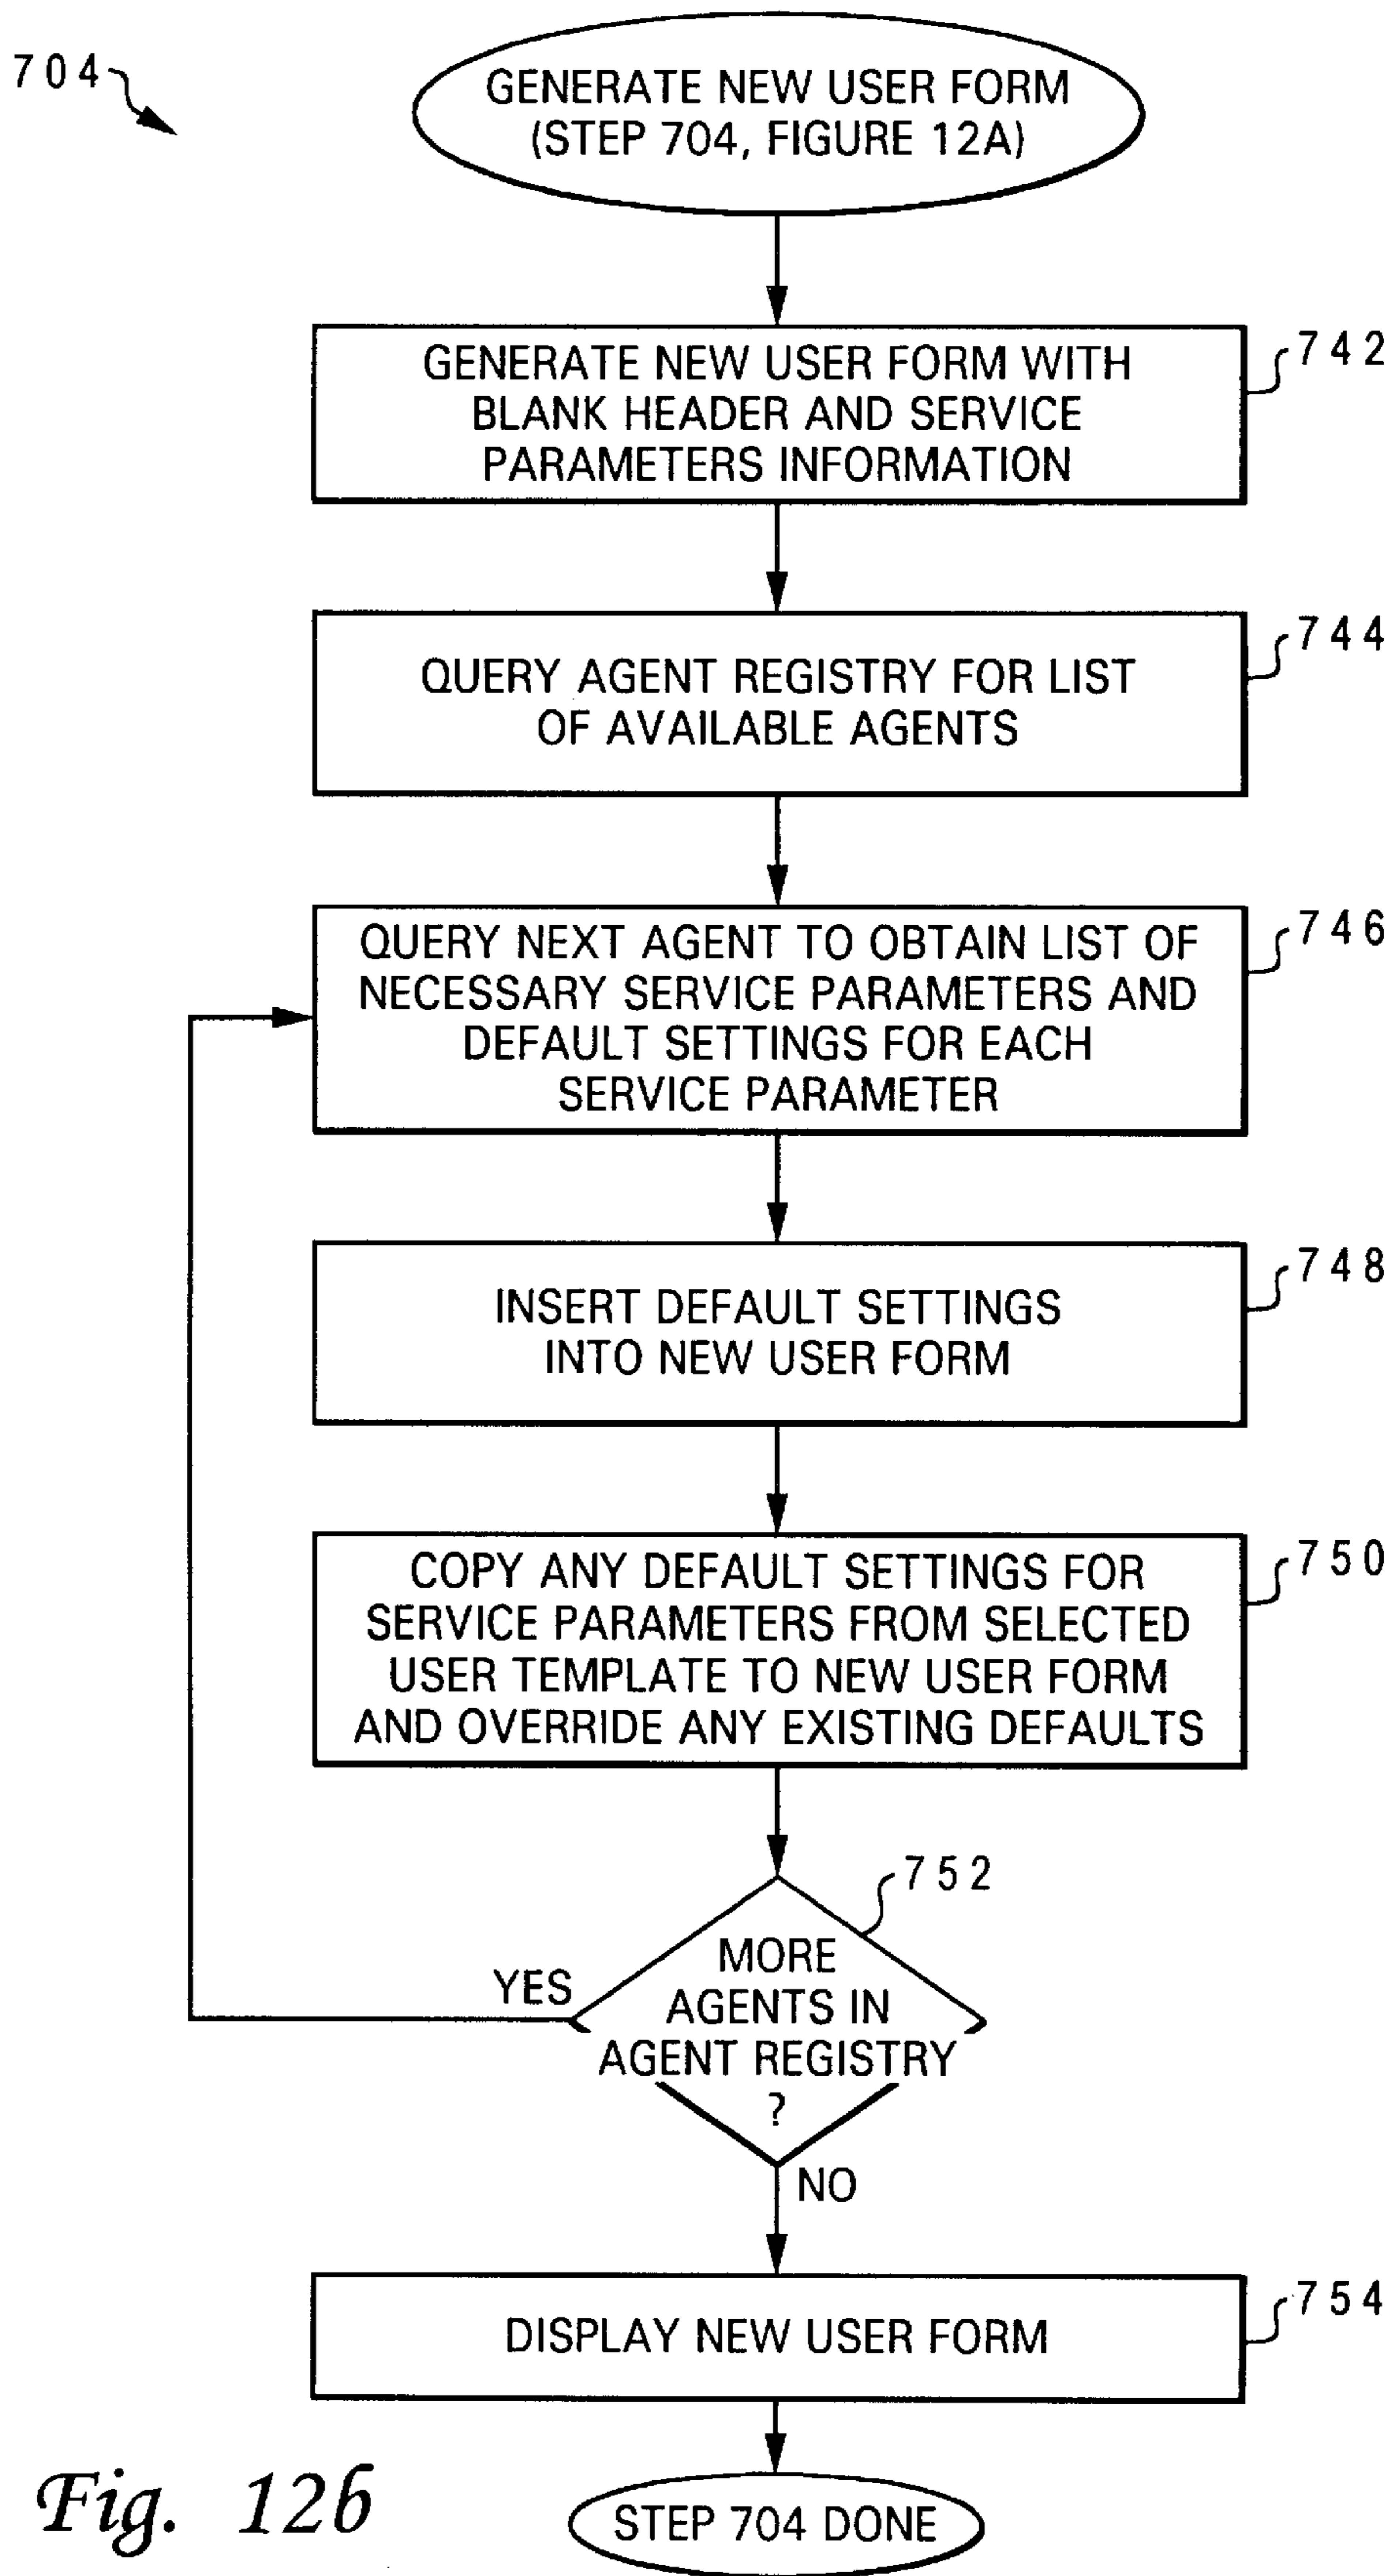 704
GENERATE NEW USER FORM
(STEP 704, FIGURE 12A)
742
GENERATE NEW USER FORM WITH
BLANK HEADER AND SERVICE
PARAMETERS INFORMATION
744
QUERY AGENT REGISTRY FOR LIST
OF AVAILABLE AGENTS
746
QUERY NEXT AGENT TO OBTAIN LIST OF
NECESSARY SERVICE PARAMETERS AND
DEFAULT SETTINGS FOR EACH
SERVICE PARAMETER
748
INSERT DEFAULT SETTINGS
INTO NEW USER FORM
750
COPY ANY DEFAULT SETTINGS FOR
SERVICE PARAMETERS FROM SELECTED
USER TEMPLATE TO NEW USER FORM
AND OVERRIDE ANY EXISTING DEFAULTS
752
MORE
AGENTS IN
AGENT REGISTRY
?
YES
NO
754
DISPLAY NEW USER FORM
STEP 704 DONE
Fig. 12b